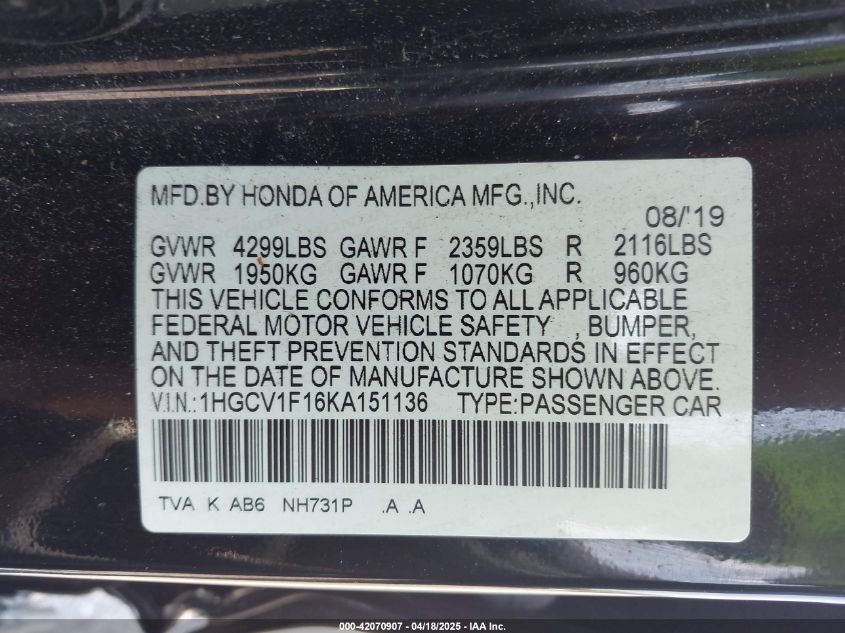 MFD.BY HONDA OF AMERICA MFG.,INC.
08/'19
GVWR 4299LBS GAWR F 2359LBS R 2116LBS
GVWR 1950KG GAWR F 1070KG R 960KG
THIS VEHICLE CONFORMS TO ALL APPLICABLE
FEDERAL MOTOR VEHICLE SAFETY , BUMPER,
AND THEFT PREVENTION STANDARDS IN EFFECT
ON THE DATE OF MANUFACTURE SHOWN ABOVE.
V.I.N.:1HGCV1F16KA151136 TYPE:PASSENGER CAR
TVA K AB6 NH731P .A .A
000-42070907 - 04/18/2025 - IAA Inc.